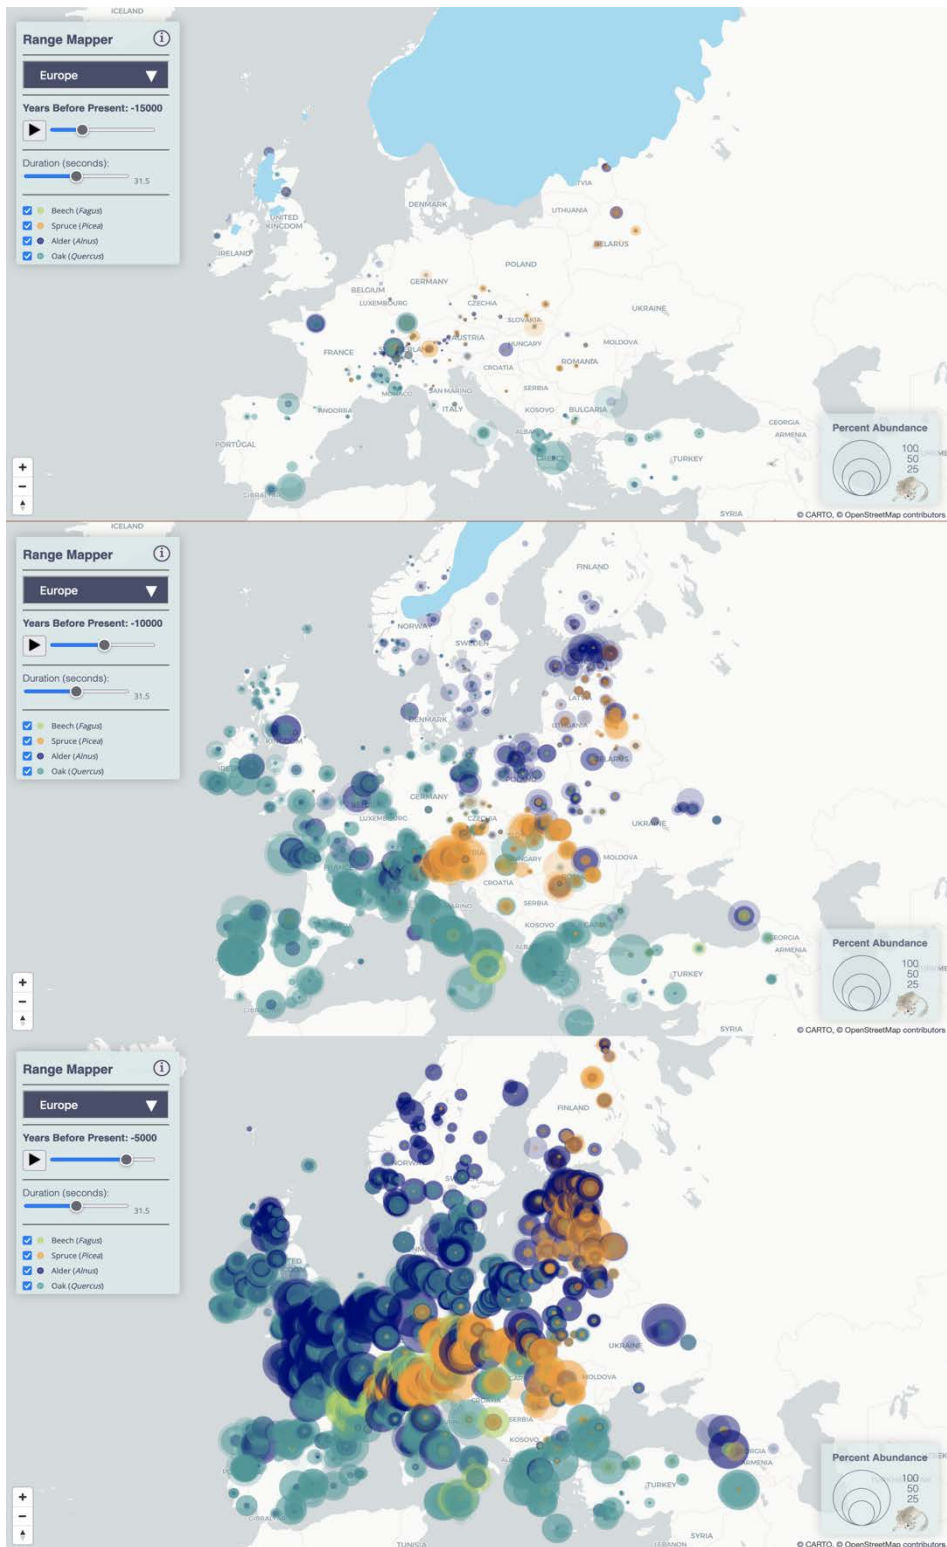 ICELAND
Range Mapper
Europe
Years Before Present: -15000
Duration (seconds):
31.5
Beech (Fagus)
Spruce (Picea)
Alder (Alnus)
Oak (Quercus)
DENMARK
LITHUANIA
UNITED
KINGDOM
BELARUS
IRELAND
POLAND
GERMANY
BELGIUM
LUXEMBOURG
CZECHIA
UKRAINE
SLOVAKIA
AUSTRIA
HUNGARY
MOLDOVA
FRANCE
ROMANIA
CROATIA
SERBIA
MONACO
SAN MARINO
ANDORRA
ITALY
KOSOVO
BULGARIA
GEORGIA
ARMENIA
PORTUGAL
GREECE
TURKEY
SYRIA
Percent Abundance
100
50
25
© CARTO, © OpenStreetMap contributors
ICELAND
Range Mapper
Europe
Years Before Present: -10000
Duration (seconds):
31.5
Beech (Fagus)
Spruce (Picea)
Alder (Alnus)
Oak (Quercus)
FINLAND
NORWAY
SWEDEN
DENMARK
LITHUANIA
KINGDOM
BELARUS
POLAND
GERMANY
LUXEMBOURG
UKRAINE
HUNGARY
MOLDOVA
CROATIA
SERBIA
KOSOVO
GEORGIA
ARMENIA
TURKEY
SYRIA
Percent Abundance
100
50
25
© CARTO, © OpenStreetMap contributors
Range Mapper
Europe
Years Before Present: -5000
Duration (seconds):
31.5
Beech (Fagus)
Spruce (Picea)
Alder (Alnus)
Oak (Quercus)
FINLAND
NORWAY
UKRAINE
MOLDOVA
SERBIA
KOSOVO
ARMENIA
TURKEY
SYRIA
LEBANON
TUNISIA
Percent Abundance
100
50
25
© CARTO, © OpenStreetMap contributors